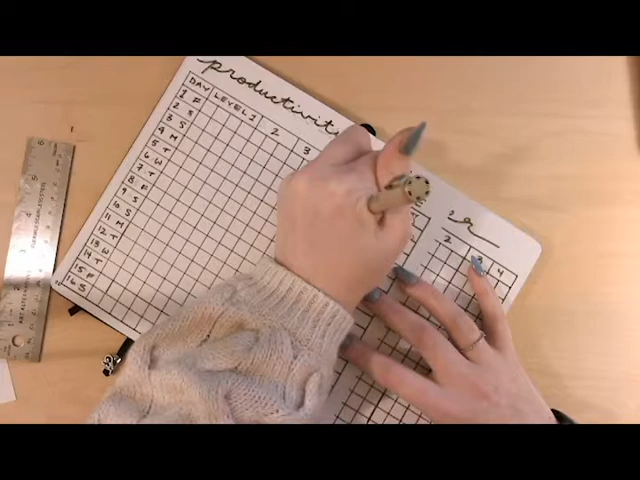 productivity
DAY LEVEL 1 2 3
1 F
2 S
3 S
4 M
5 T
6 W
7 T
8 F
9 S
10 S
11 M
12 T
13 W
14 T
15 F
16 S
2 3 4